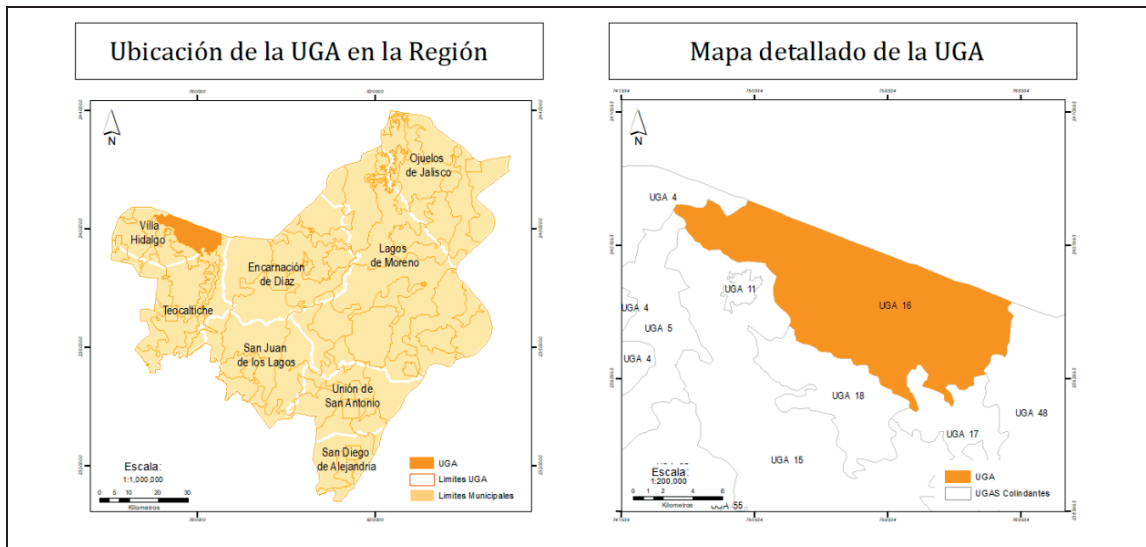 Ubicación de la UGA en la Región
N
Ojuelos
de Jalisco
Villa
Hidalgo
Lagos
de Moreno
Encarnación
de Díaz
Teocaltiche
San Juan
de los Lagos
Unión de
San Antonio
San Diego
de Alejandria
Escala:
1:1,000,000
0 5 10 20 30
Kilometros
UGA
Limites UGA
Limites Municipales
Mapa detallado de la UGA
N
UGA 4
UGA 11
UGA 16
UGA 4
UGA 5
UGA 4
UGA 18
UGA 48
UGA 17
UGA 15
Escala:
1:200,000
0 1 2 4 6
Kilometros
UGA 55
UGA
UGAS Colindantes